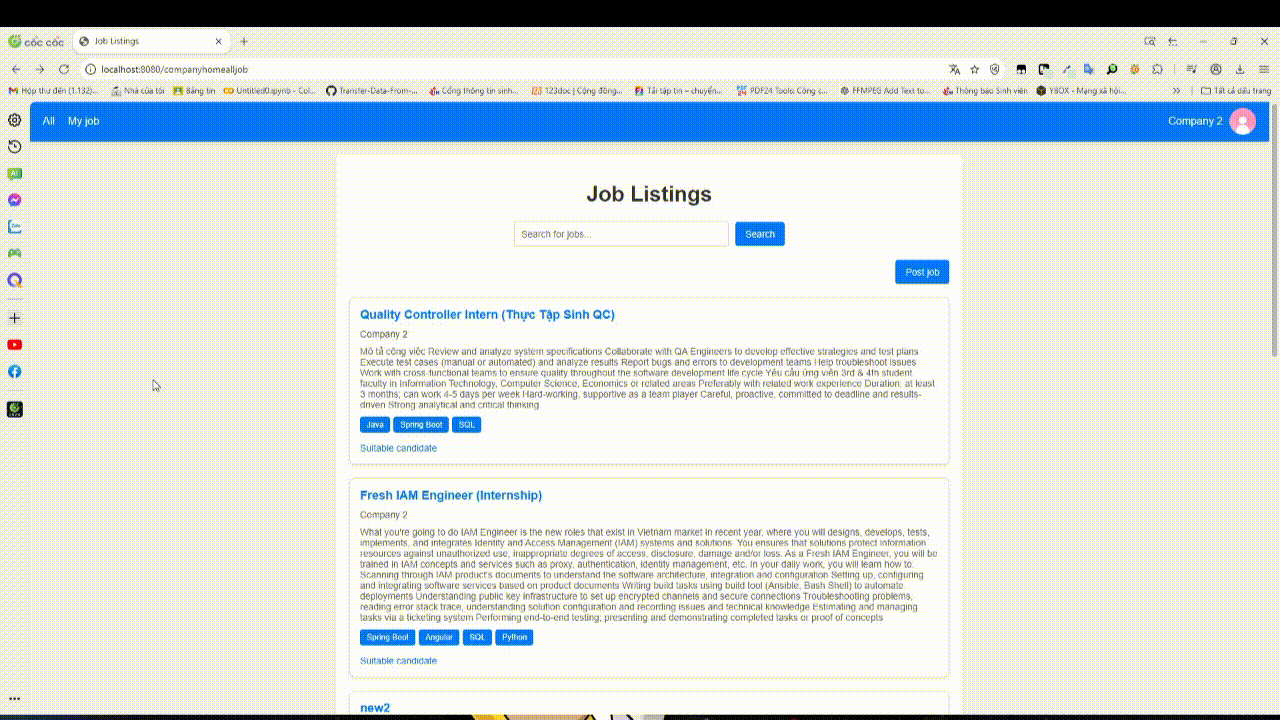 cốc cốc
Job Listings
localhost:8080/companyhomealljob
Hộp thư đến (1.132)...
Nhà của tôi
Bảng tin
Untitled0.ipynb - Col...
Transfer-Data-From-...
Cổng thông tin sinh...
123doc | Cộng đồng...
Tải tập tin – chuyển...
PDF24 Tools: Công c...
FFMPEG Add Text to...
Thông báo Sinh viên
YBOX - Mạng xã hội...
Tất cả dấu trang
All My job
Company 2
Job Listings
Search for jobs...
Search
Post job
Quality Controller Intern (Thực Tập Sinh QC)
Company 2
Mô tả công việc Review and analyze system specifications Collaborate with QA Engineers to develop effective strategies and test plans
Execute test cases (manual or automated) and analyze results Report bugs and errors to development teams Help troubleshoot issues
Work with cross-functional teams to ensure quality throughout the software development life cycle Yêu cầu ứng viên 3rd & 4th student
faculty in Information Technology, Computer Science, Economics or related areas Preferably with related work experience Duration: at least
3 months; can work 4-5 days per week Hard-working, supportive as a team player Careful, proactive, committed to deadline and results-
driven Strong analytical and critical thinking.
Java Spring Boot SQL
Suitable candidate
Fresh IAM Engineer (Internship)
Company 2
What you're going to do IAM Engineer is the new roles that exist in Vietnam market in recent year, where you will designs, develops, tests,
implements, and integrates Identity and Access Management (IAM) systems and solutions. You ensures that solutions protect information
resources against unauthorized use, inappropriate degrees of access, disclosure, damage and/or loss. As a Fresh IAM Engineer, you will be
trained in IAM concepts and services such as proxy, authentication, identity management, etc. In your daily work, you will learn how to:
Scanning through IAM product's documents to understand the software architecture, integration and configuration Setting up, configuring
and integrating software services based on product documents Writing build tasks using build tool (Ansible, Bash Shell) to automate
deployments Understanding public key infrastructure to set up encrypted channels and secure connections Troubleshooting problems,
reading error stack trace, understanding solution configuration and recording issues and technical knowledge Estimating and managing
tasks via a ticketing system Performing end-to-end testing; presenting and demonstrating completed tasks or proof of concepts
Spring Boot Angular SQL Python
Suitable candidate
new2